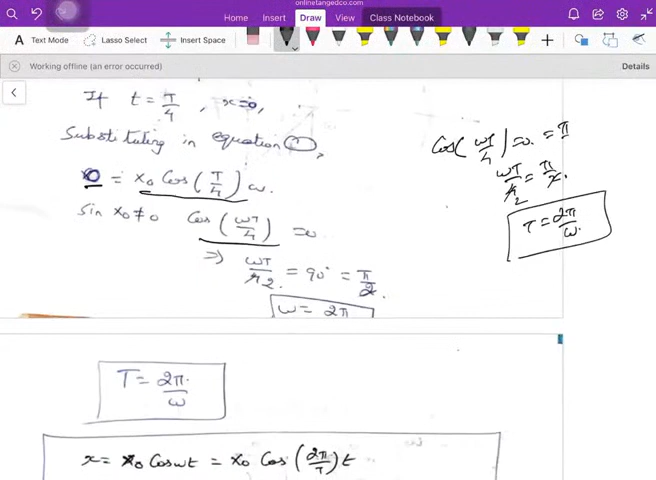 onlinetangedco.com
Home Insert Draw View Class Notebook
Text Mode Lasso Select Insert Space
Working offline (an error occurred) Details
If t = T/4 , x=0,
Substituting in equation ①,
0 = x₀ Cos (T/4) ω.
Sin x₀ ≠ 0 Cos (ωT/4) = 0
⇒ ωT/2 = 90° = π/2
ω = 2π
Cos(ωT/4) = 0. = π
ωT/2 = π
T = 2π/ω
T = 2π/ω
x = x₀ Cosωt = x₀ Cos (2π/T) t